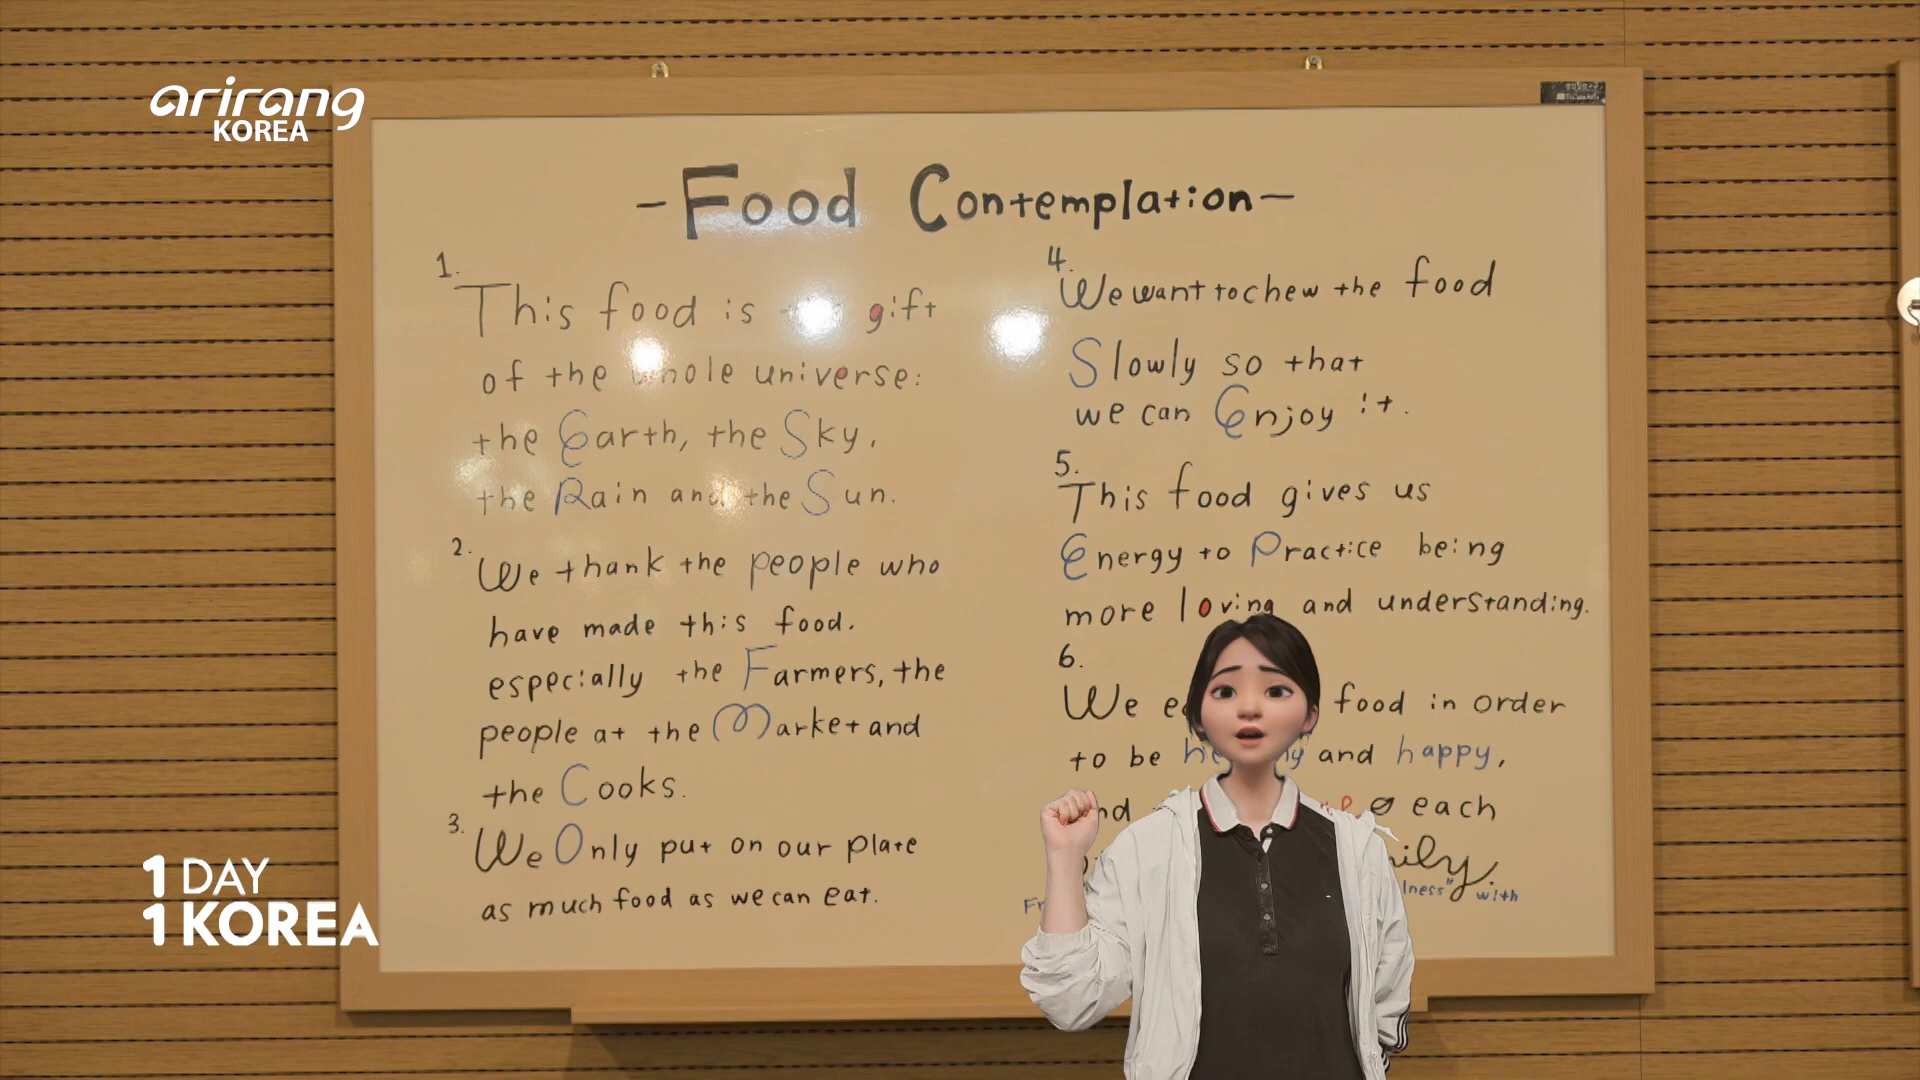 arirang
KOREA
-Food Contemplation-
1.
This food is gift
of the whole universe:
the Earth, the Sky,
the Rain and the Sun.
2.
We thank the people who
have made this food.
especially the Farmers, the
people at the Market and
the Cooks.
3.
We Only put on our plate
as much food as we can eat.
4.
We want to chew the food
Slowly so that
we can Enjoy it.
5.
This food gives us
Energy to Practice being
more loving and understanding.
6.
We food in order
to be and happy,
each
with
1 DAY
1 KOREA